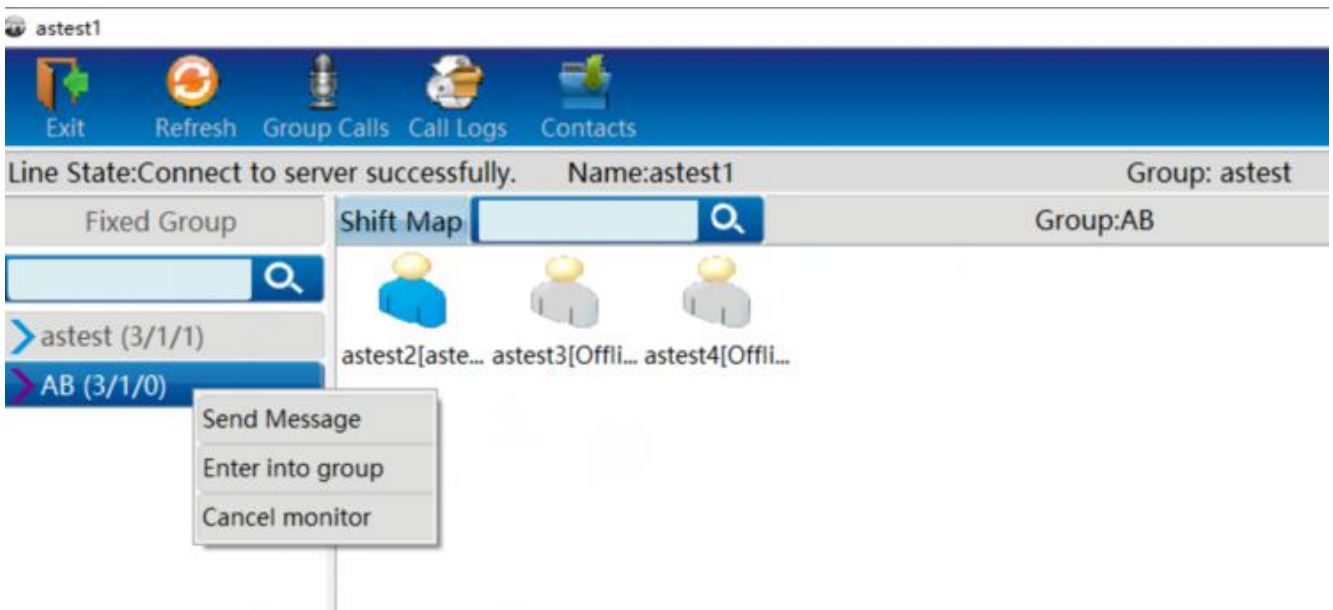 astest1
Exit Refresh Group Calls Call Logs Contacts
Line State:Connect to server successfully. Name:astest1 Group: astest
Fixed Group Shift Map Group:AB
astest (3/1/1)
astest2[aste... astest3[Offli... astest4[Offli...
AB (3/1/0)
Send Message
Enter into group
Cancel monitor